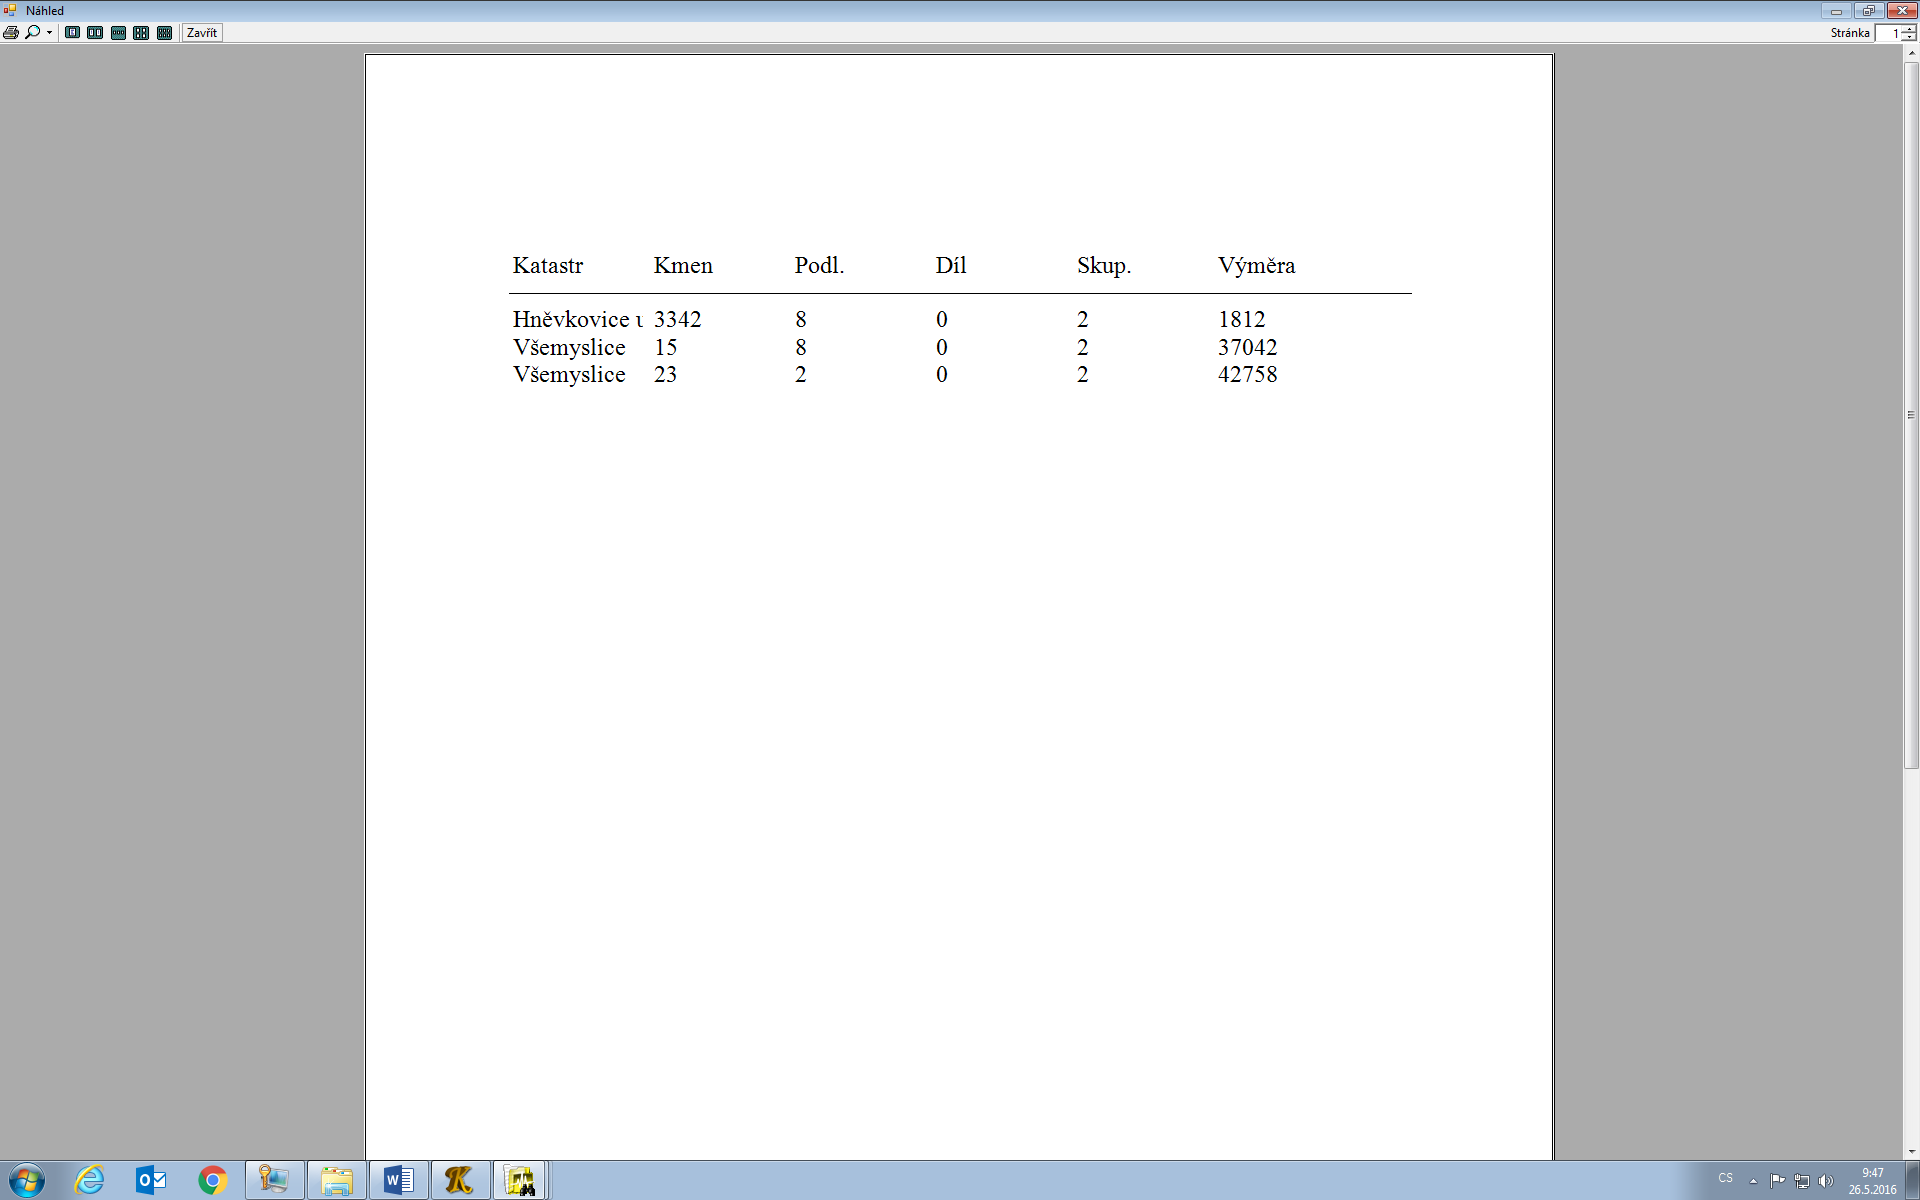 Náhled
Zavřít
Stránka 1
Katastr Kmen Podl. Díl Skup. Výměra
Hněvkovice u 3342 8 0 2 1812
Všemyslice 15 8 0 2 37042
Všemyslice 23 2 0 2 42758
CS
9:47
26.5.2016